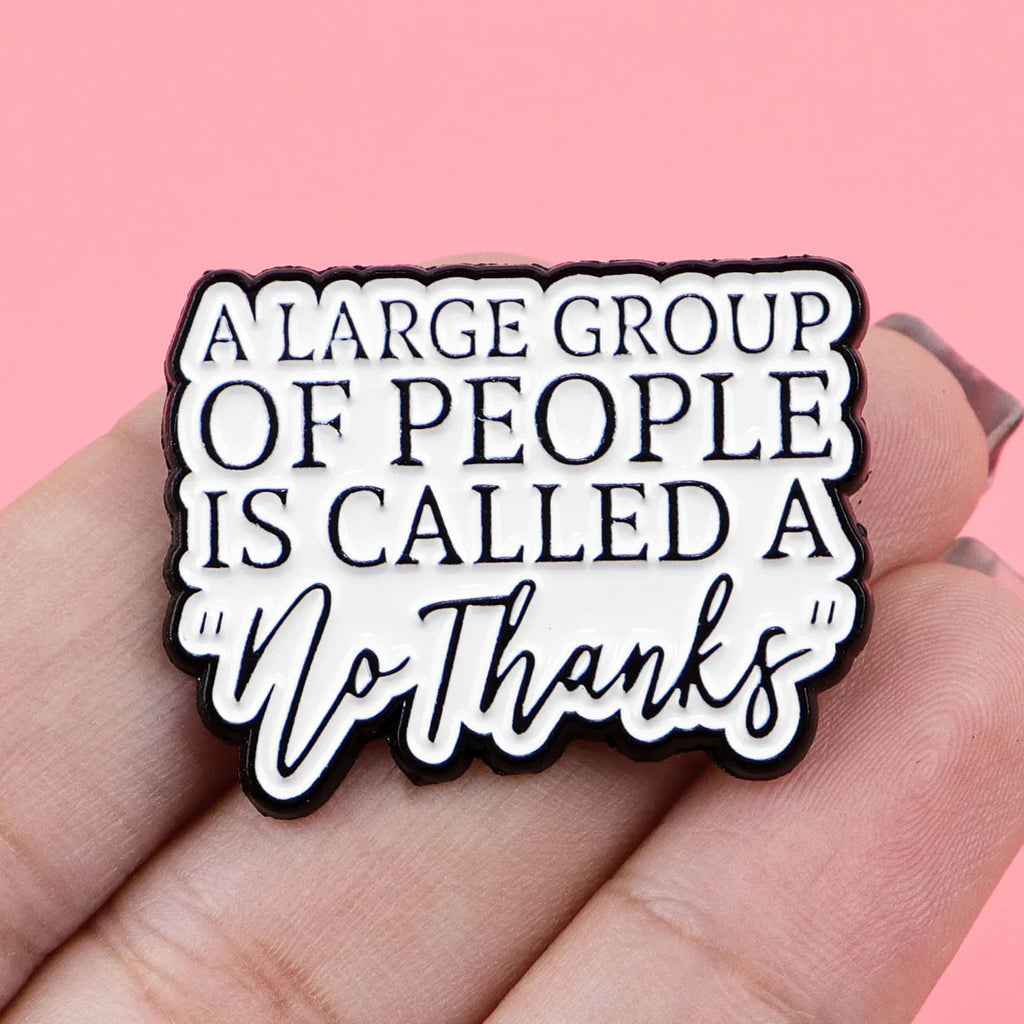 A LARGE GROUP
OF PEOPLE
IS CALLED A
"No Thanks"